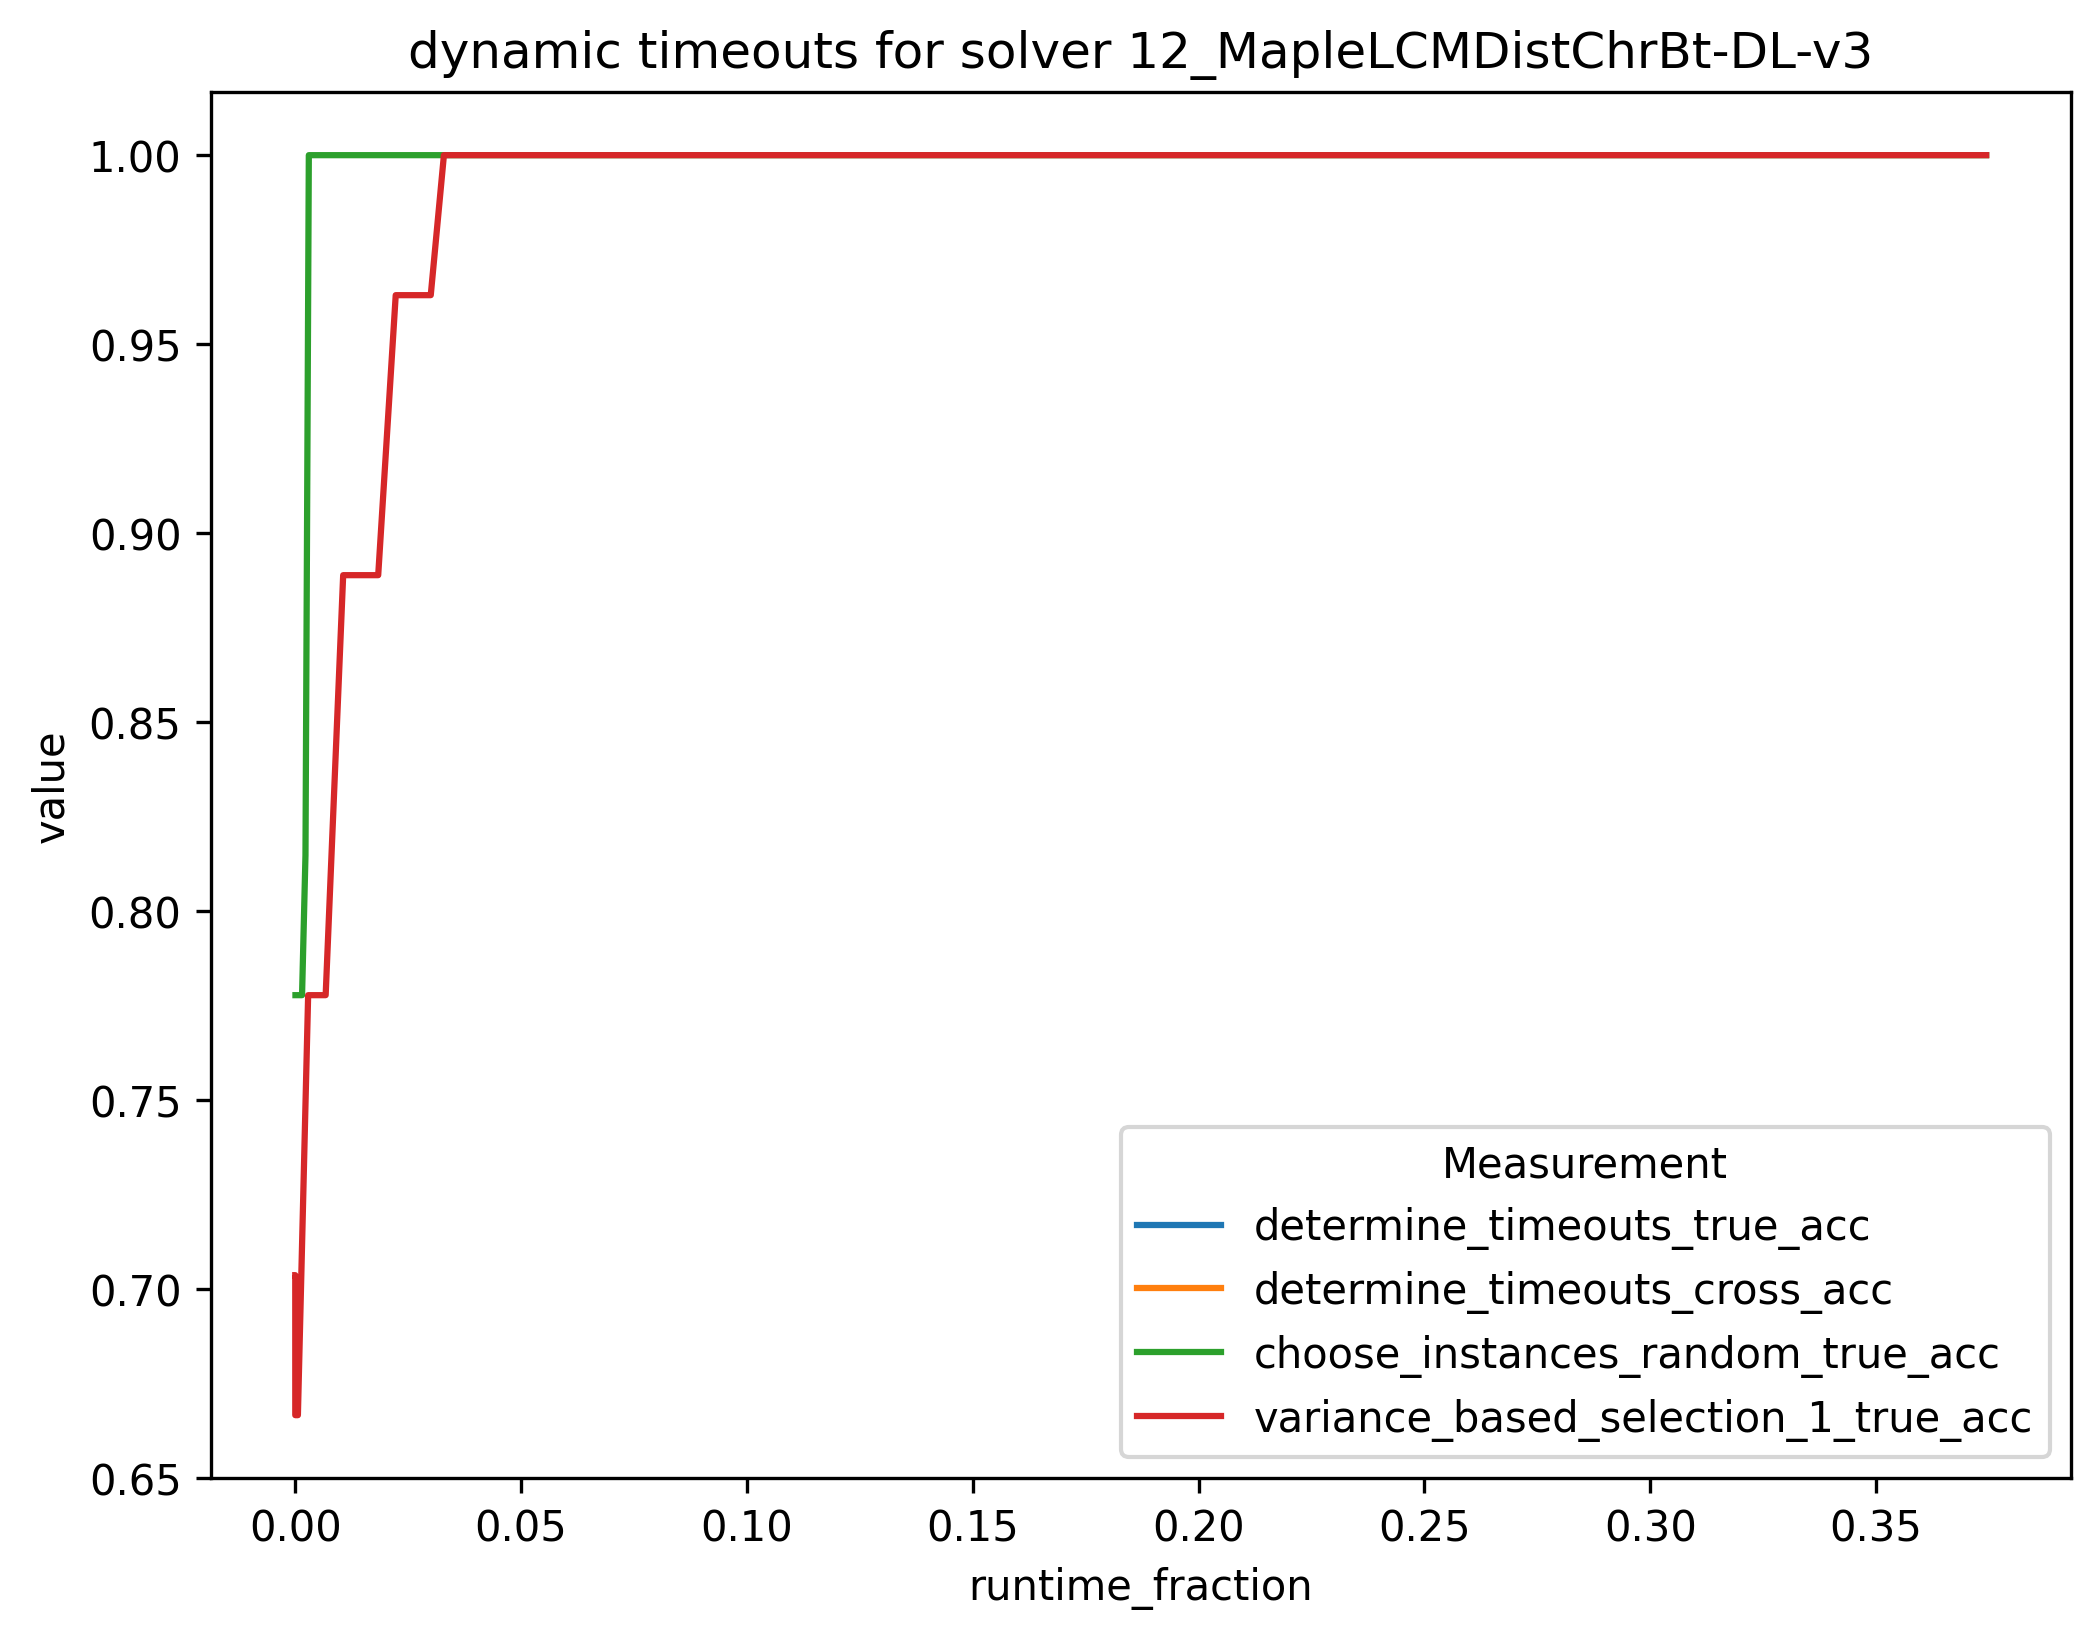 dynamic timeouts for solver 12_MapleLCMDistChrBt-DL-v3
1.00
0.95
0.90
0.85
0.80
0.75
0.70
0.65
value
Measurement
determine_timeouts_true_acc
determine_timeouts_cross_acc
choose_instances_random_true_acc
variance_based_selection_1_true_acc
0.00 0.05 0.10 0.15 0.20 0.25 0.30 0.35
runtime_fraction